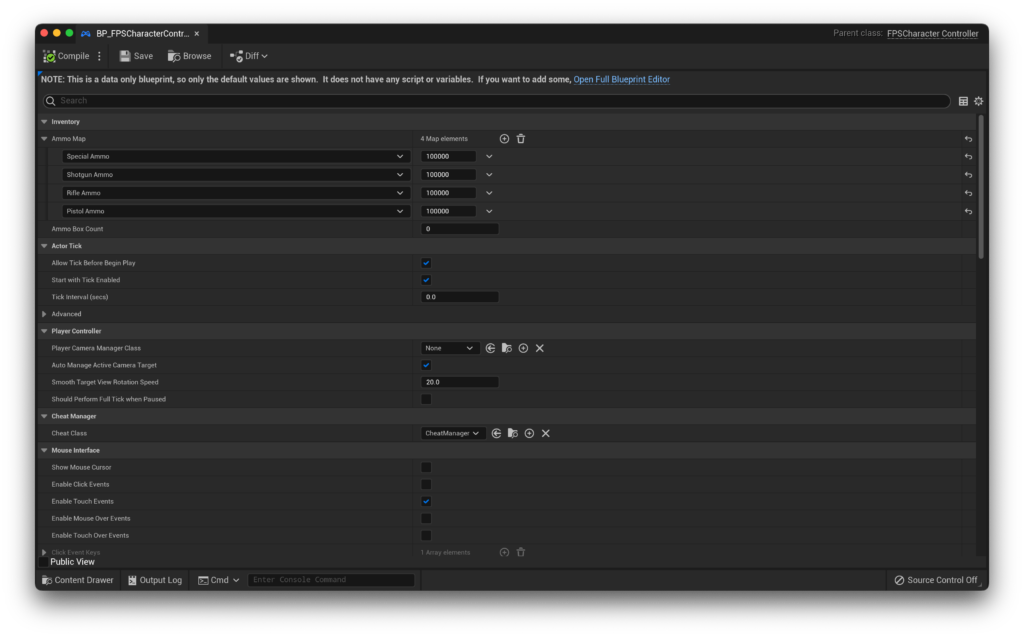 BP_FPSCharacterContr...
Parent class: FPSCharacter Controller
Compile
Save
Browse
Diff
NOTE: This is a data only blueprint, so only the default values are shown. It does not have any script or variables. If you want to add some, Open Full Blueprint Editor
Search
Inventory
Ammo Map 4 Map elements
Special Ammo 100000
Shotgun Ammo 100000
Rifle Ammo 100000
Pistol Ammo 100000
Ammo Box Count 0
Actor Tick
Allow Tick Before Begin Play
Start with Tick Enabled
Tick Interval (secs) 0.0
Advanced
Player Controller
Player Camera Manager Class None
Auto Manage Active Camera Target
Smooth Target View Rotation Speed 20.0
Should Perform Full Tick when Paused
Cheat Manager
Cheat Class CheatManager
Mouse Interface
Show Mouse Cursor
Enable Click Events
Enable Touch Events
Enable Mouse Over Events
Enable Touch Over Events
Click Event Keys 1 Array elements
Public View
Content Drawer
Output Log
Cmd
Enter Console Command
Source Control Off